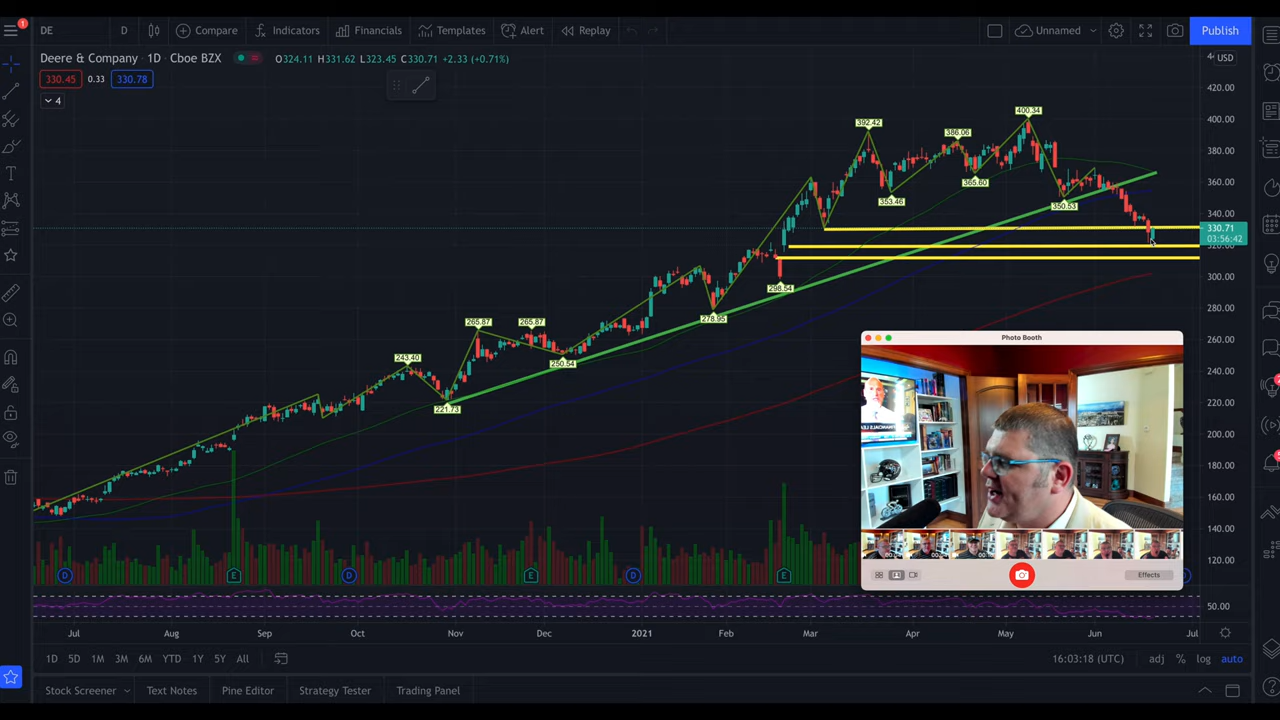 1
DE
D
Compare
Indicators
Financials
Templates
Alert
Replay
Unnamed
Publish
Deere & Company · 1D · Cboe BZX
O324.11 H331.62 L323.45 C330.71 +2.33 (+0.71%)
330.45 0.33 330.78
4
USD
420.00
400.00
380.00
360.00
340.00
330.71
03:56:42
320.00
300.00
280.00
260.00
240.00
220.00
200.00
180.00
160.00
140.00
120.00
50.00
400.34
392.42
386.06
365.60
353.46
350.53
298.54
276.95
265.87
265.87
250.54
243.40
221.73
Photo Booth
Effects
D
E
D
E
D
E
Jul
Aug
Sep
Oct
Nov
Dec
2021
Feb
Mar
Apr
May
Jun
Jul
1D 5D 1M 3M 6M YTD 1Y 5Y All
16:03:18 (UTC)
adj
%
log
auto
Stock Screener
Text Notes
Pine Editor
Strategy Tester
Trading Panel